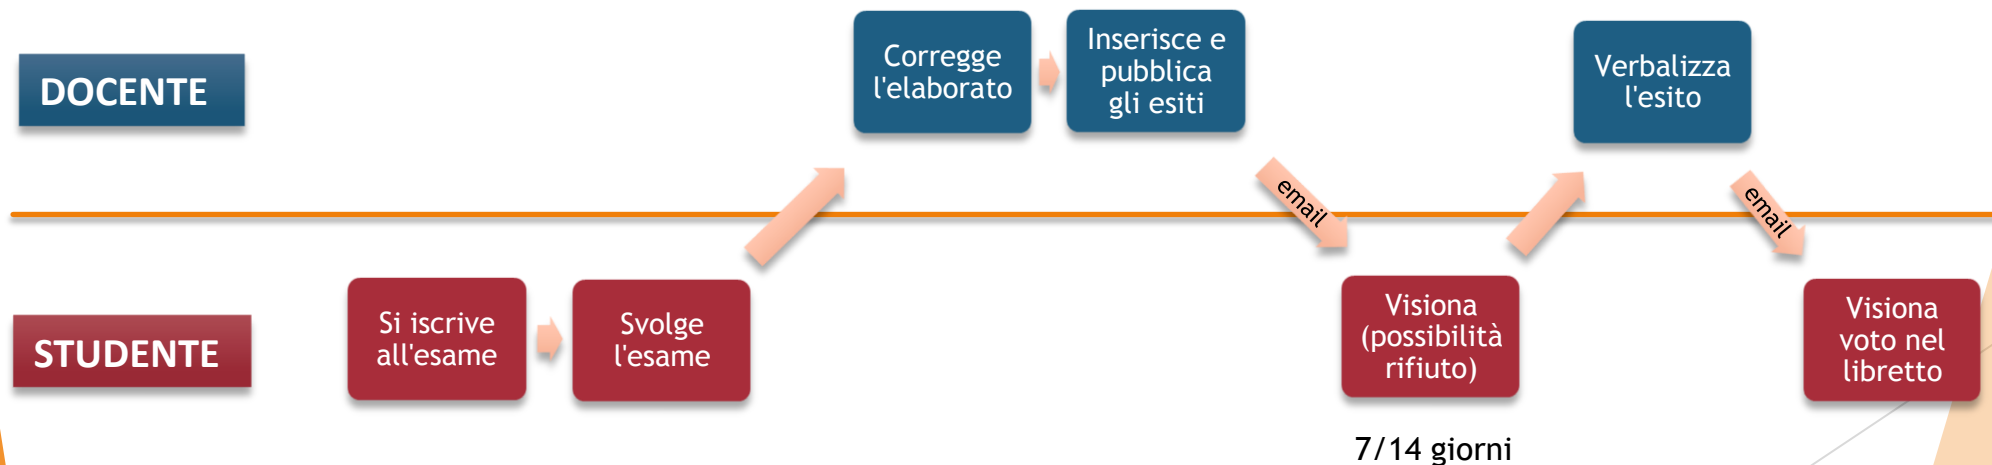 DOCENTE
Corregge
l'elaborato
Inserisce e
pubblica
gli esiti
Verbalizza
l'esito
email
email
STUDENTE
Si iscrive
all'esame
Svolge
l'esame
Visiona
(possibilità
rifiuto)
Visiona
voto nel
libretto
7/14 giorni